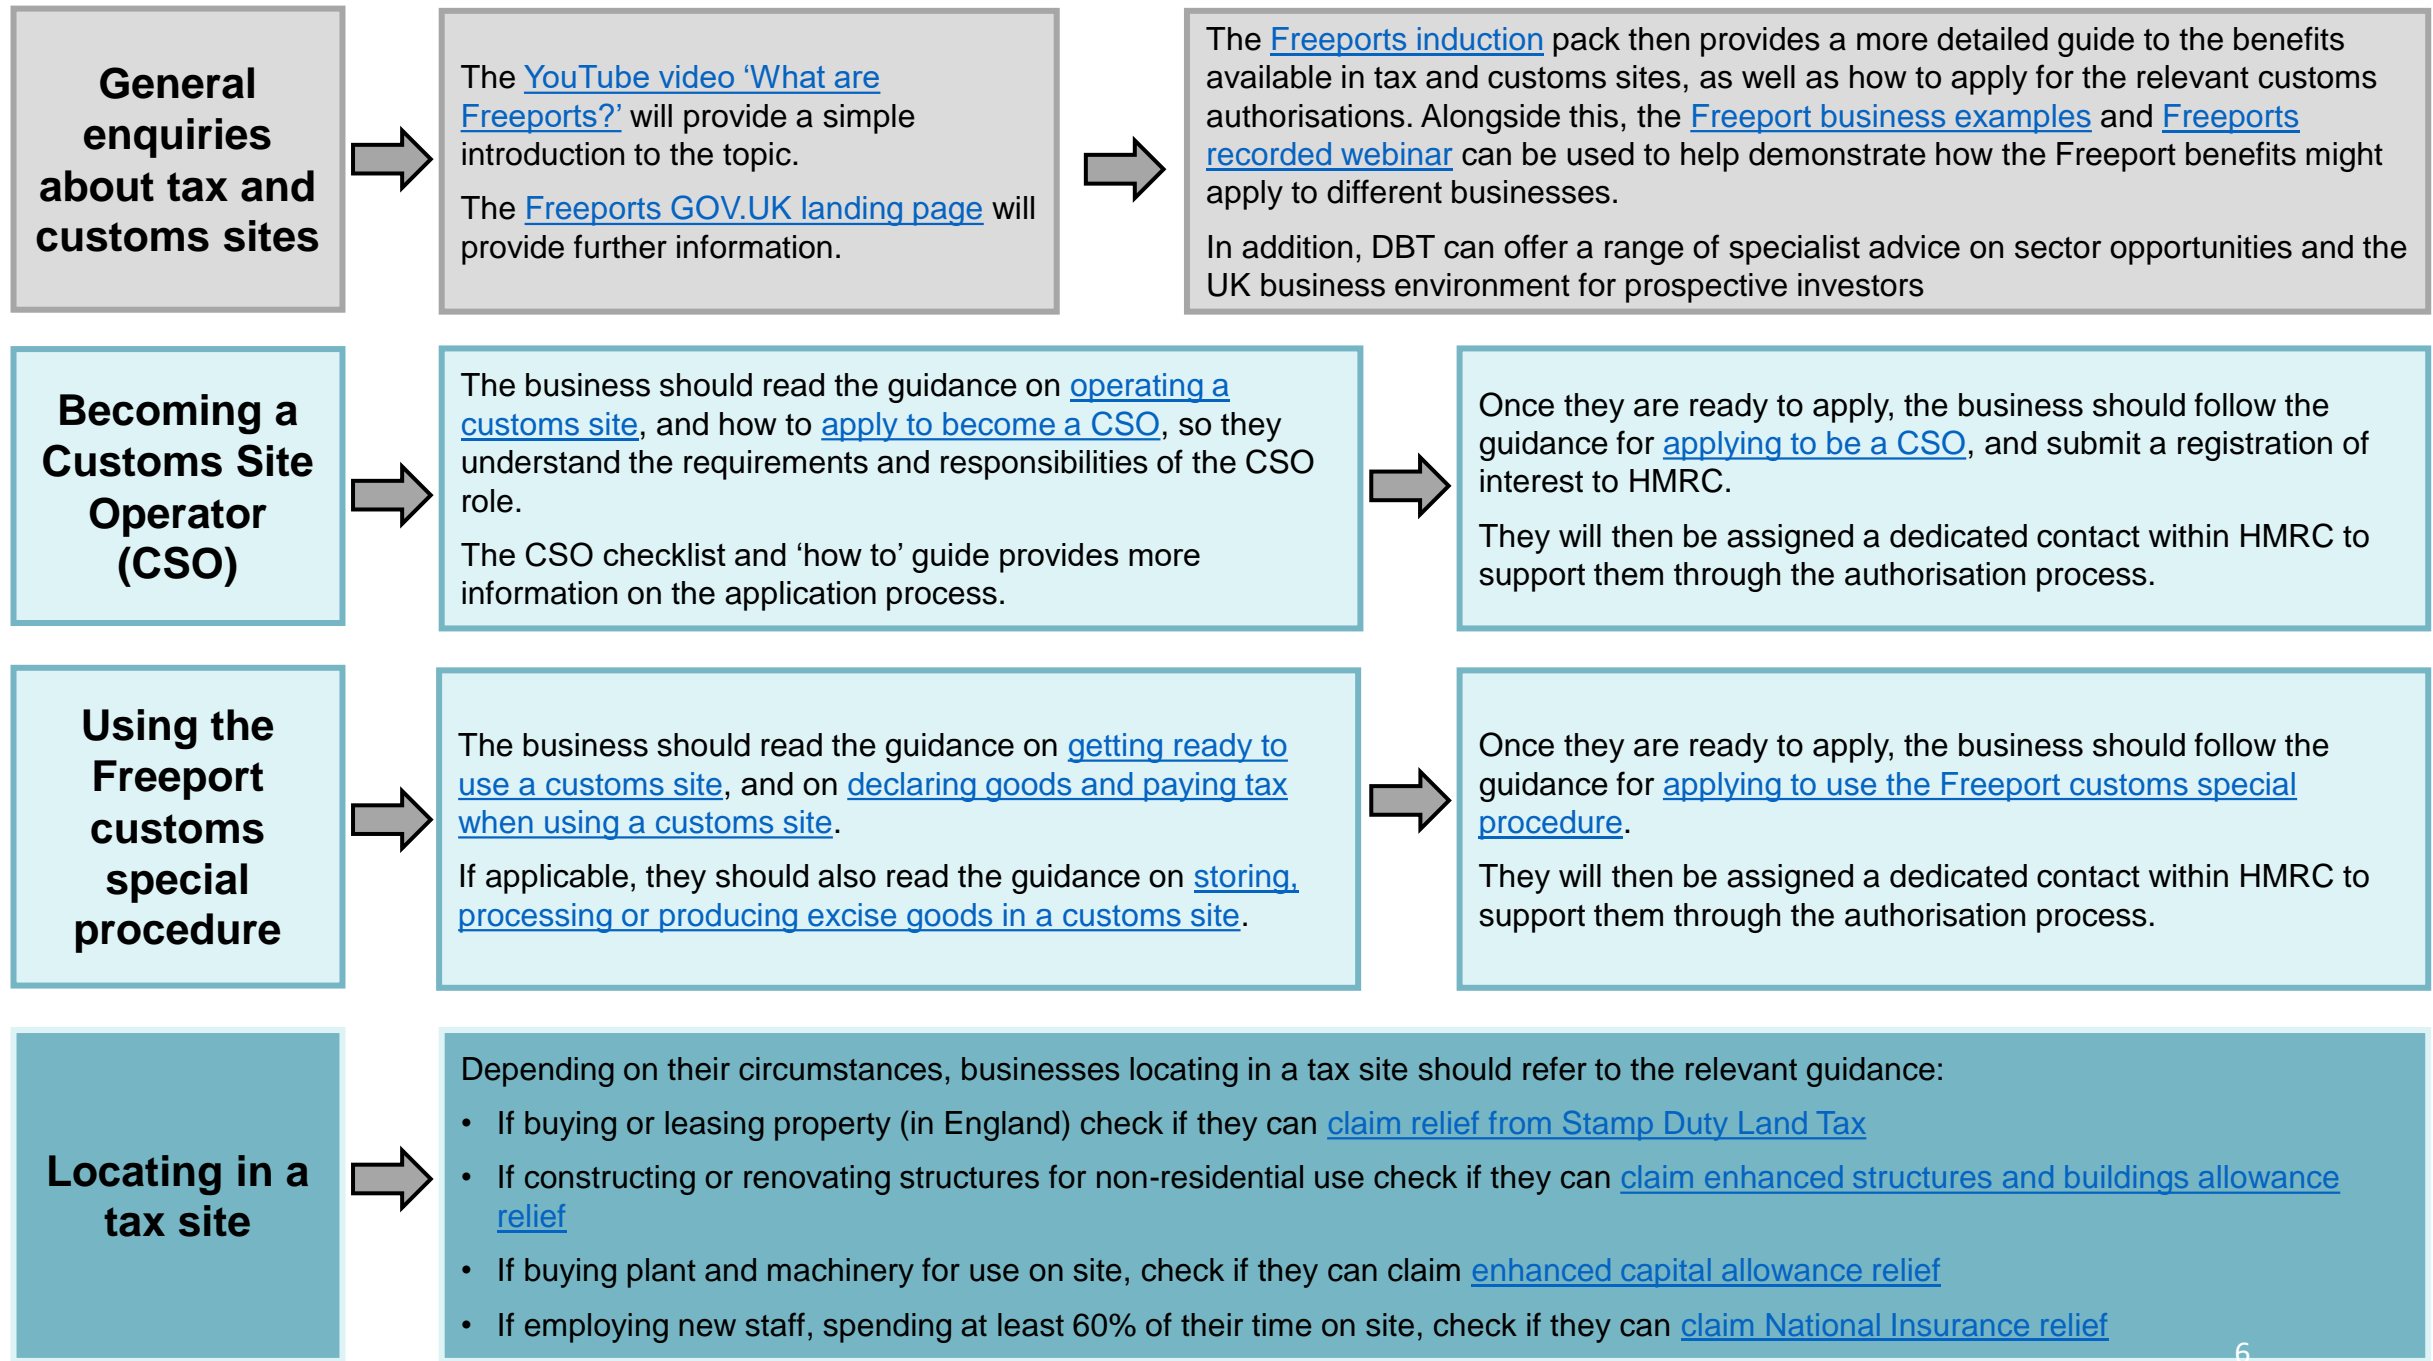 General
enquiries
about tax and
customs sites
The YouTube video ‘What are
Freeports?’ will provide a simple
introduction to the topic.
The Freeports GOV.UK landing page will
provide further information.
The Freeports induction pack then provides a more detailed guide to the benefits
available in tax and customs sites, as well as how to apply for the relevant customs
authorisations. Alongside this, the Freeport business examples and Freeports
recorded webinar can be used to help demonstrate how the Freeport benefits might
apply to different businesses.
In addition, DBT can offer a range of specialist advice on sector opportunities and the
UK business environment for prospective investors
Becoming a
Customs Site
Operator
(CSO)
The business should read the guidance on operating a
customs site, and how to apply to become a CSO, so they
understand the requirements and responsibilities of the CSO
role.
The CSO checklist and ‘how to’ guide provides more
information on the application process.
Once they are ready to apply, the business should follow the
guidance for applying to be a CSO, and submit a registration of
interest to HMRC.
They will then be assigned a dedicated contact within HMRC to
support them through the authorisation process.
Using the
Freeport
customs
special
procedure
The business should read the guidance on getting ready to
use a customs site, and on declaring goods and paying tax
when using a customs site.
If applicable, they should also read the guidance on storing,
processing or producing excise goods in a customs site.
Once they are ready to apply, the business should follow the
guidance for applying to use the Freeport customs special
procedure.
They will then be assigned a dedicated contact within HMRC to
support them through the authorisation process.
Locating in a
tax site
Depending on their circumstances, businesses locating in a tax site should refer to the relevant guidance:
• If buying or leasing property (in England) check if they can claim relief from Stamp Duty Land Tax
• If constructing or renovating structures for non-residential use check if they can claim enhanced structures and buildings allowance
relief
• If buying plant and machinery for use on site, check if they can claim enhanced capital allowance relief
• If employing new staff, spending at least 60% of their time on site, check if they can claim National Insurance relief
6